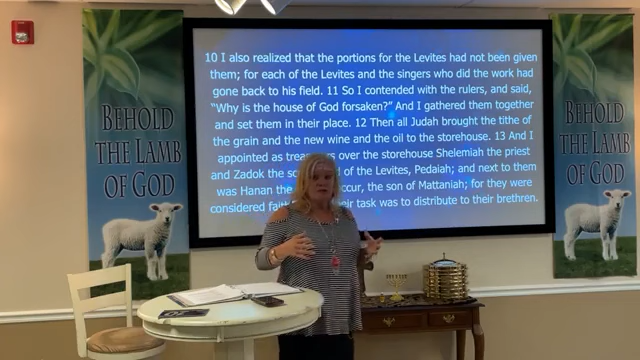 BEHOLD
THE LAMB
OF GOD
10 I also realized that the portions for the Levites had not been given
them; for each of the Levites and the singers who did the work had
gone back to his field. 11 So I contended with the rulers, and said,
"Why is the house of God forsaken?" And I gathered them together
and set them in their place. 12 Then all Judah brought the tithe of
the grain and the new wine and the oil to the storehouse. 13 And I
appointed as over the storehouse Shelemiah the priest
and Zadok the of the Levites, Pedaiah; and next to them
was Hanan the the son of Mattaniah; for they were
considered task was to distribute to their brethren.
BEHOLD
THE LAMB
OF GOD